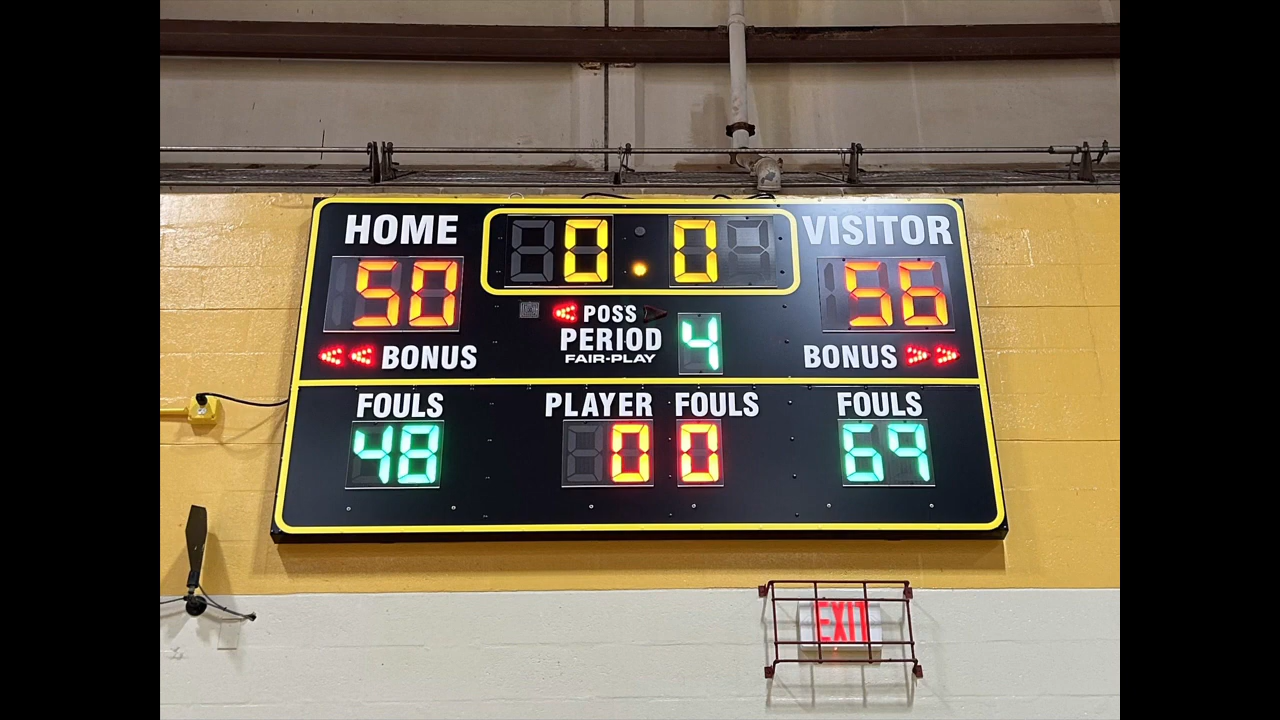 HOME 0.0 VISITOR
50 56
POSS
PERIOD 4
FAIR-PLAY
BONUS BONUS
FOULS PLAYER FOULS FOULS
48 0 0 69
EXIT